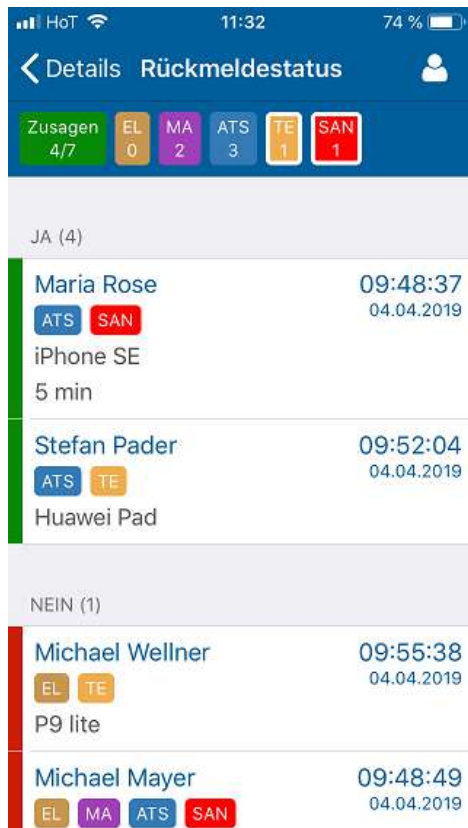 HoT 11:32 74 %
Details Rückmeldestatus
Zusagen EL MA ATS TE SAN
4/7 0 2 3 1 1
JA (4)
Maria Rose 09:48:37
ATS SAN 04.04.2019
iPhone SE
5 min
Stefan Pader 09:52:04
ATS TE 04.04.2019
Huawei Pad
NEIN (1)
Michael Wellner 09:55:38
EL TE 04.04.2019
P9 lite
Michael Mayer 09:48:49
EL MA ATS SAN 04.04.2019